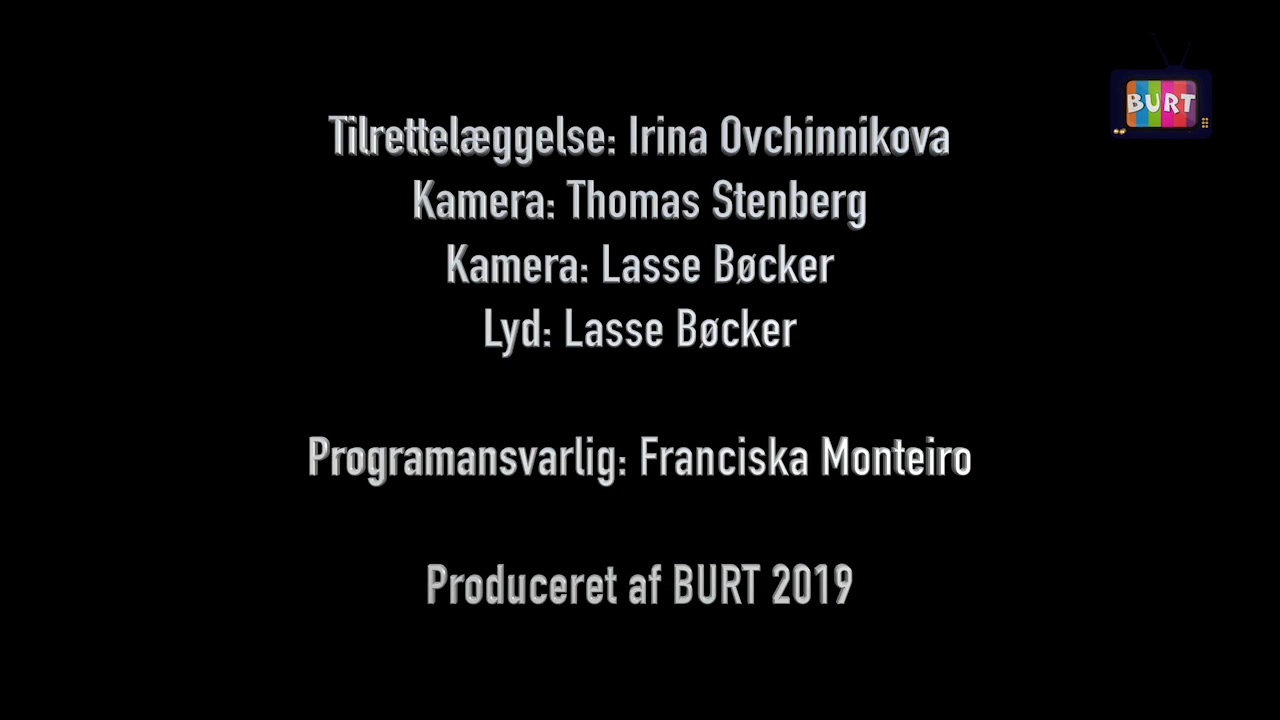 BURT
Tilrettelæggelse: Irina Ovchinnikova
Kamera: Thomas Stenberg
Kamera: Lasse Bøcker
Lyd: Lasse Bøcker
Programansvarlig: Franciska Monteiro
Produceret af BURT 2019